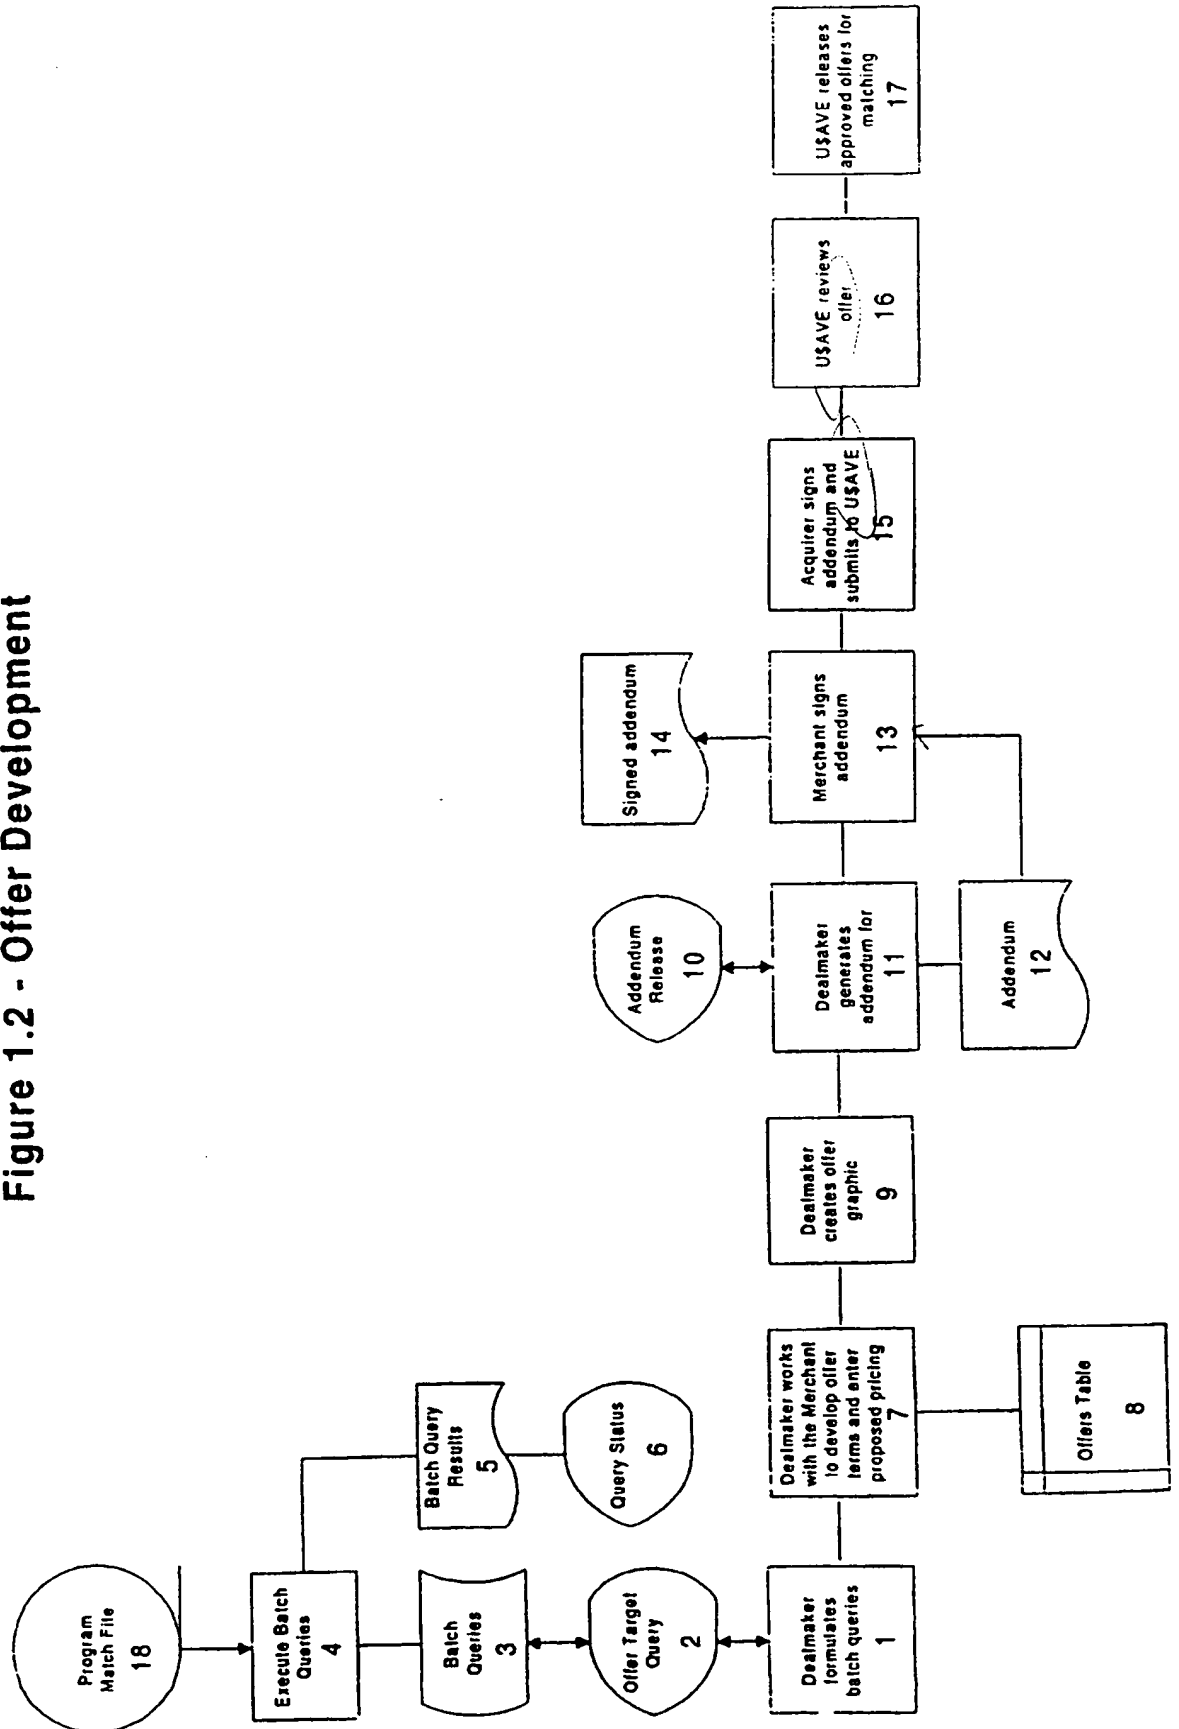 Figure 1.2 - Offer Development
Program
Match File
18
Execute Batch
Queries
4
Batch
Queries
3
Offer Target
Query
2
Dealmaker
formulates
batch queries
1
Batch Query
Results
5
Query Status
6
Dealmaker works
with the Merchant
to develop offer
terms and enter
proposed pricing
7
Offers Table
8
Dealmaker
creates offer
graphic
9
Addendum
Release
10
Dealmaker
generates
addendum for
11
Addendum
12
Signed addendum
14
Merchant signs
addendum
13
Acquirer signs
addendum and
submits to U$AVE
15
U$AVE reviews
offer
16
U$AVE releases
approved offers for
matching
17